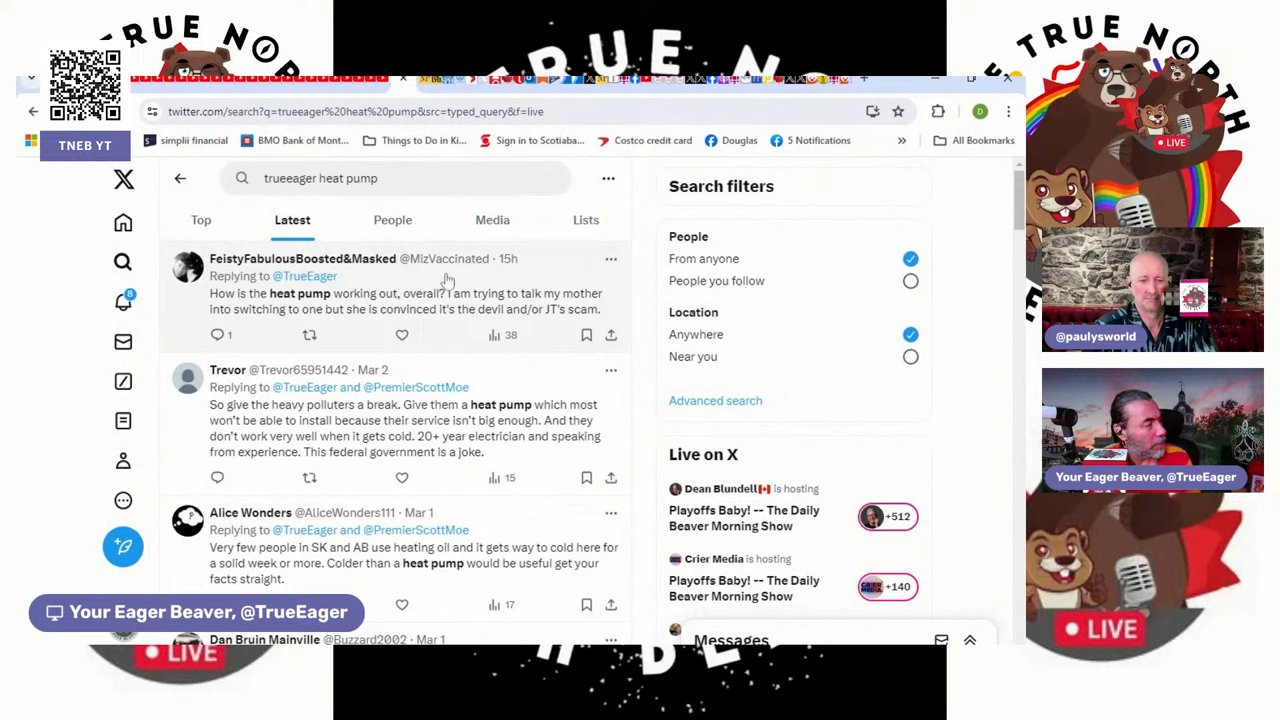 TRUE NO
TRUE N
TRUE NORTH
LIVE
TNEB YT
twitter.com/search?q=trueeager%20heat%20pump&src=typed_query&f=live
D
simplii financial
BMO Bank of Mont...
Things to Do in Ki...
Sign in to Scotiaba...
Costco credit card
Douglas
5 Notifications
»
All Bookmarks
trueeager heat pump
Top
Latest
People
Media
Lists
8
FeistyFabulousBoosted&Masked @MizVaccinated · 15h
Replying to @TrueEager
How is the heat pump working out, overall? I am trying to talk my mother
into switching to one but she is convinced it's the devil and/or JT's scam.
1
38
Trevor @Trevor65951442 · Mar 2
Replying to @TrueEager and @PremierScottMoe
So give the heavy polluters a break. Give them a heat pump which most
won't be able to install because their service isn't big enough. And they
don't work very well when it gets cold. 20+ year electrician and speaking
from experience. This federal government is a joke.
15
Alice Wonders @AliceWonders111 · Mar 1
Replying to @TrueEager and @PremierScottMoe
Very few people in SK and AB use heating oil and it gets way to cold here for
a solid week or more. Colder than a heat pump would be useful get your
facts straight.
17
Dan Bruin Mainville @Buzzard2002 · Mar 1
Search filters
People
From anyone
People you follow
Location
Anywhere
Near you
Advanced search
Live on X
Dean Blundell is hosting
Playoffs Baby! -- The Daily
Beaver Morning Show
+512
Crier Media is hosting
Playoffs Baby! -- The Daily
Beaver Morning Show
+140
Messages
@paulysworld
Your Eager Beaver, @TrueEager
Your Eager Beaver, @TrueEager
LIVE
LIVE